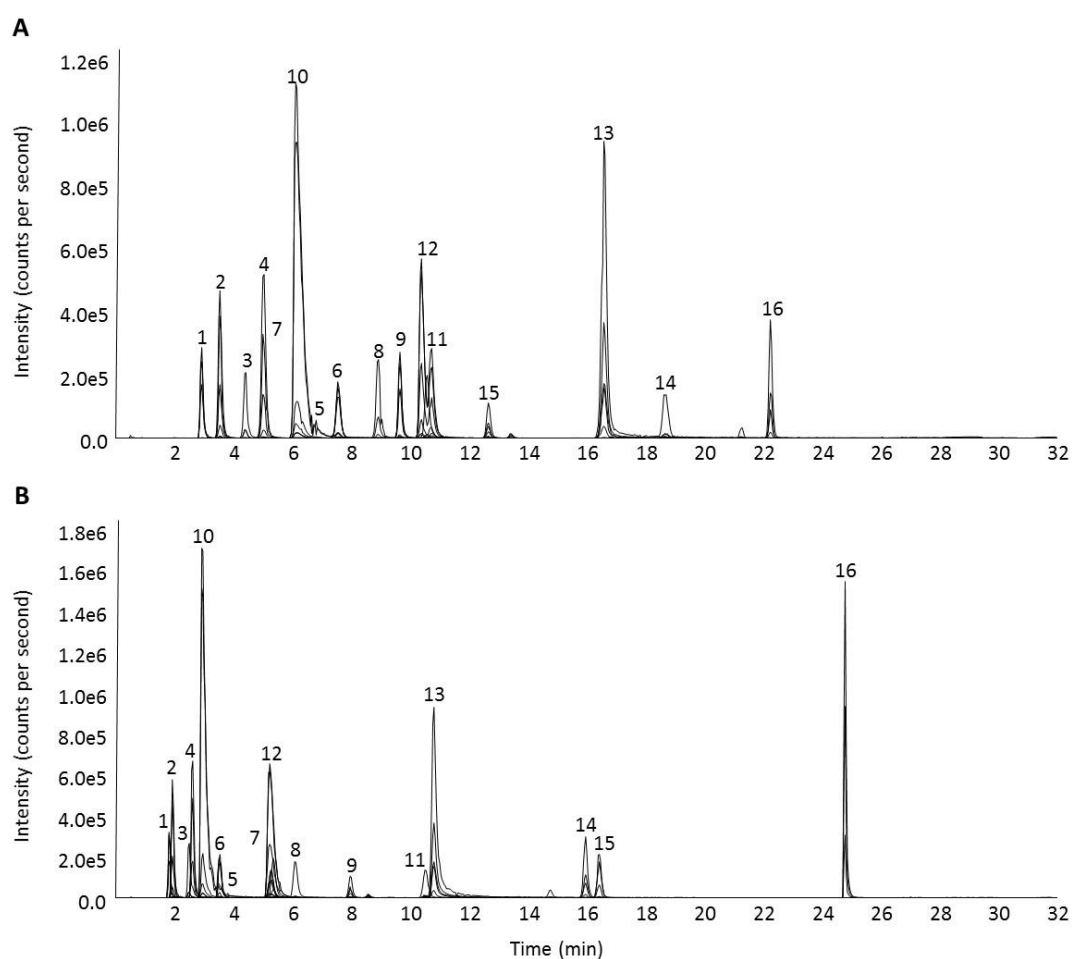 A
Intensity (counts per second)
1.2e6
1.0e6
8.0e5
6.0e5
4.0e5
2.0e5
0.0
10
13
12
4
2
7
16
1
11
9
8
3
6
14
15
5
2 4 6 8 10 12 14 16 18 20 22 24 26 28 30 32
B
Intensity (counts per second)
1.8e6
1.6e6
1.4e6
1.2e6
1.0e6
8.0e5
6.0e5
4.0e5
2.0e5
0.0
10
16
13
4
12
2
1
3
7
14
6
15
8
11
9
5
2 4 6 8 10 12 14 16 18 20 22 24 26 28 30 32
Time (min)